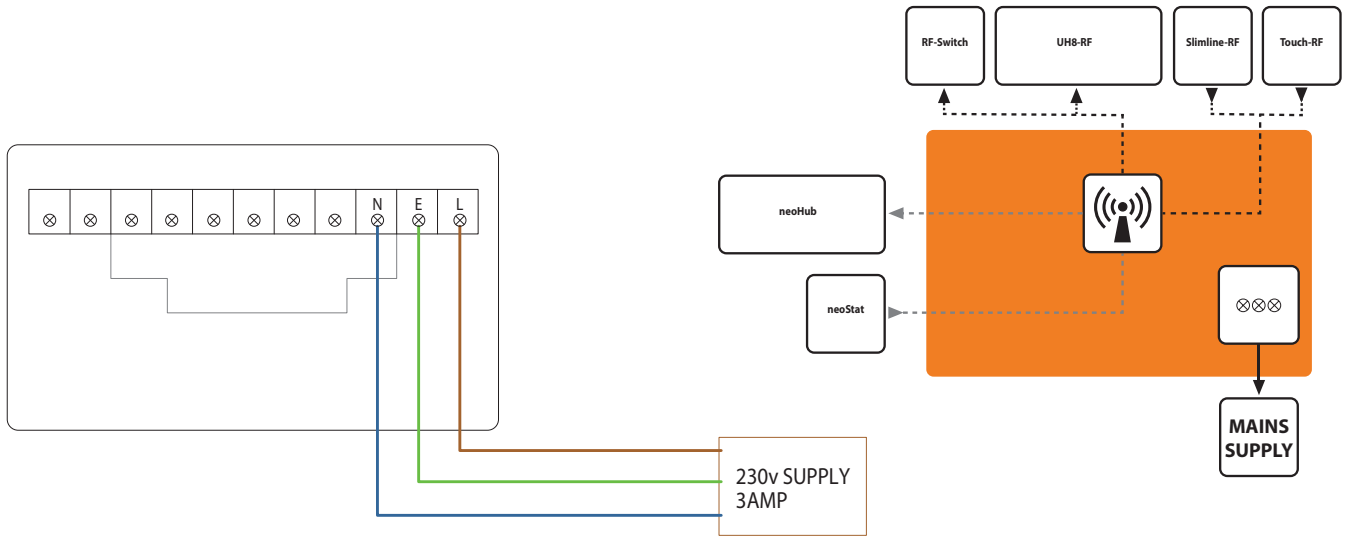 RF-Switch
UH8-RF
Slimline-RF
Touch-RF
N E L
neoHub
neoStat
MAINS
SUPPLY
230v SUPPLY
3AMP